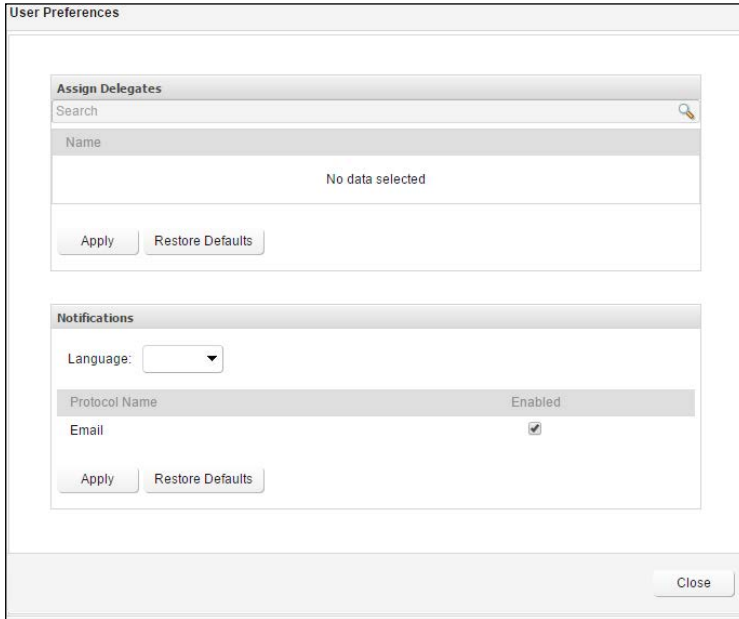 User Preferences
Assign Delegates
Search
Name
No data selected
Apply Restore Defaults
Notifications
Language:
Protocol Name Enabled
Email
Apply Restore Defaults
Close